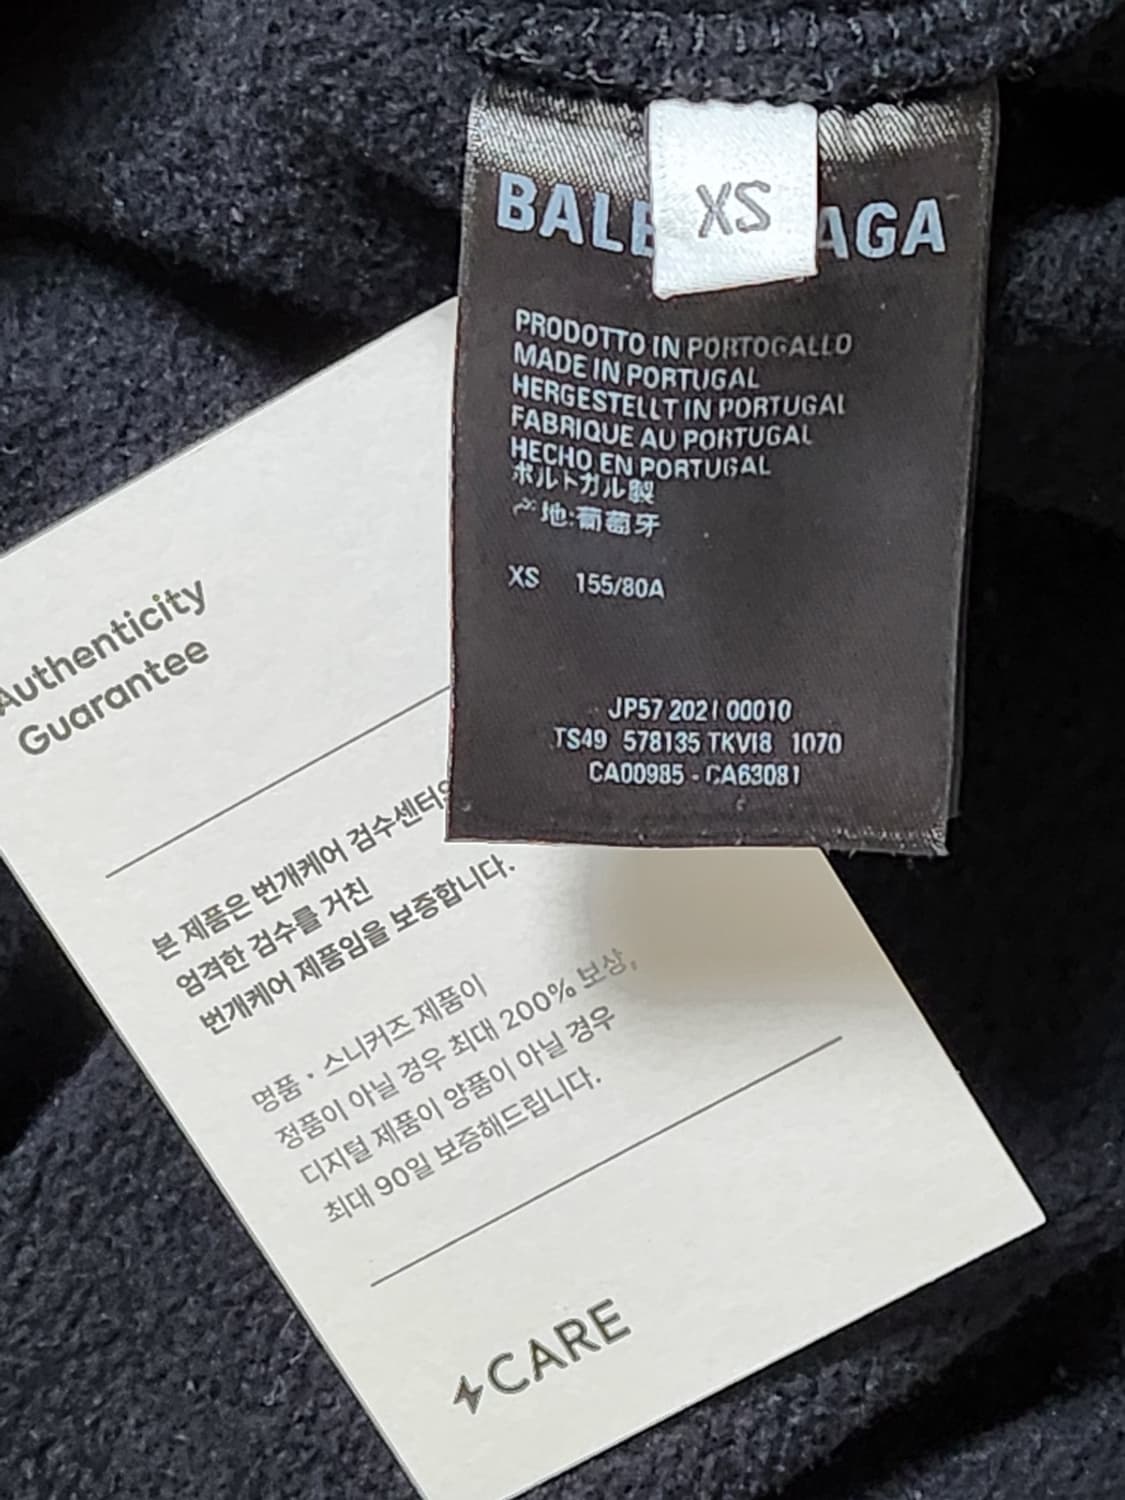 BALE AGA
XS
PRODOTTO IN PORTOGALLO
MADE IN PORTUGAL
HERGESTELLT IN PORTUGAL
FABRIQUE AU PORTUGAL
HECHO EN PORTUGAL
ポルトガル製
地:葡萄牙
XS 155/80A
JP57 2021 00010
TS49 578135 TKVI8 1070
CA00985 - CA63081
Authenticity
Guarantee
본 제품은 번개케어 검수센터의
엄격한 검수를 거친
번개케어 제품임을 보증합니다.
명품・스니커즈 제품이
정품이 아닐 경우 최대 200% 보상,
디지털 제품이 양품이 아닐 경우
최대 90일 보증해드립니다.
CARE